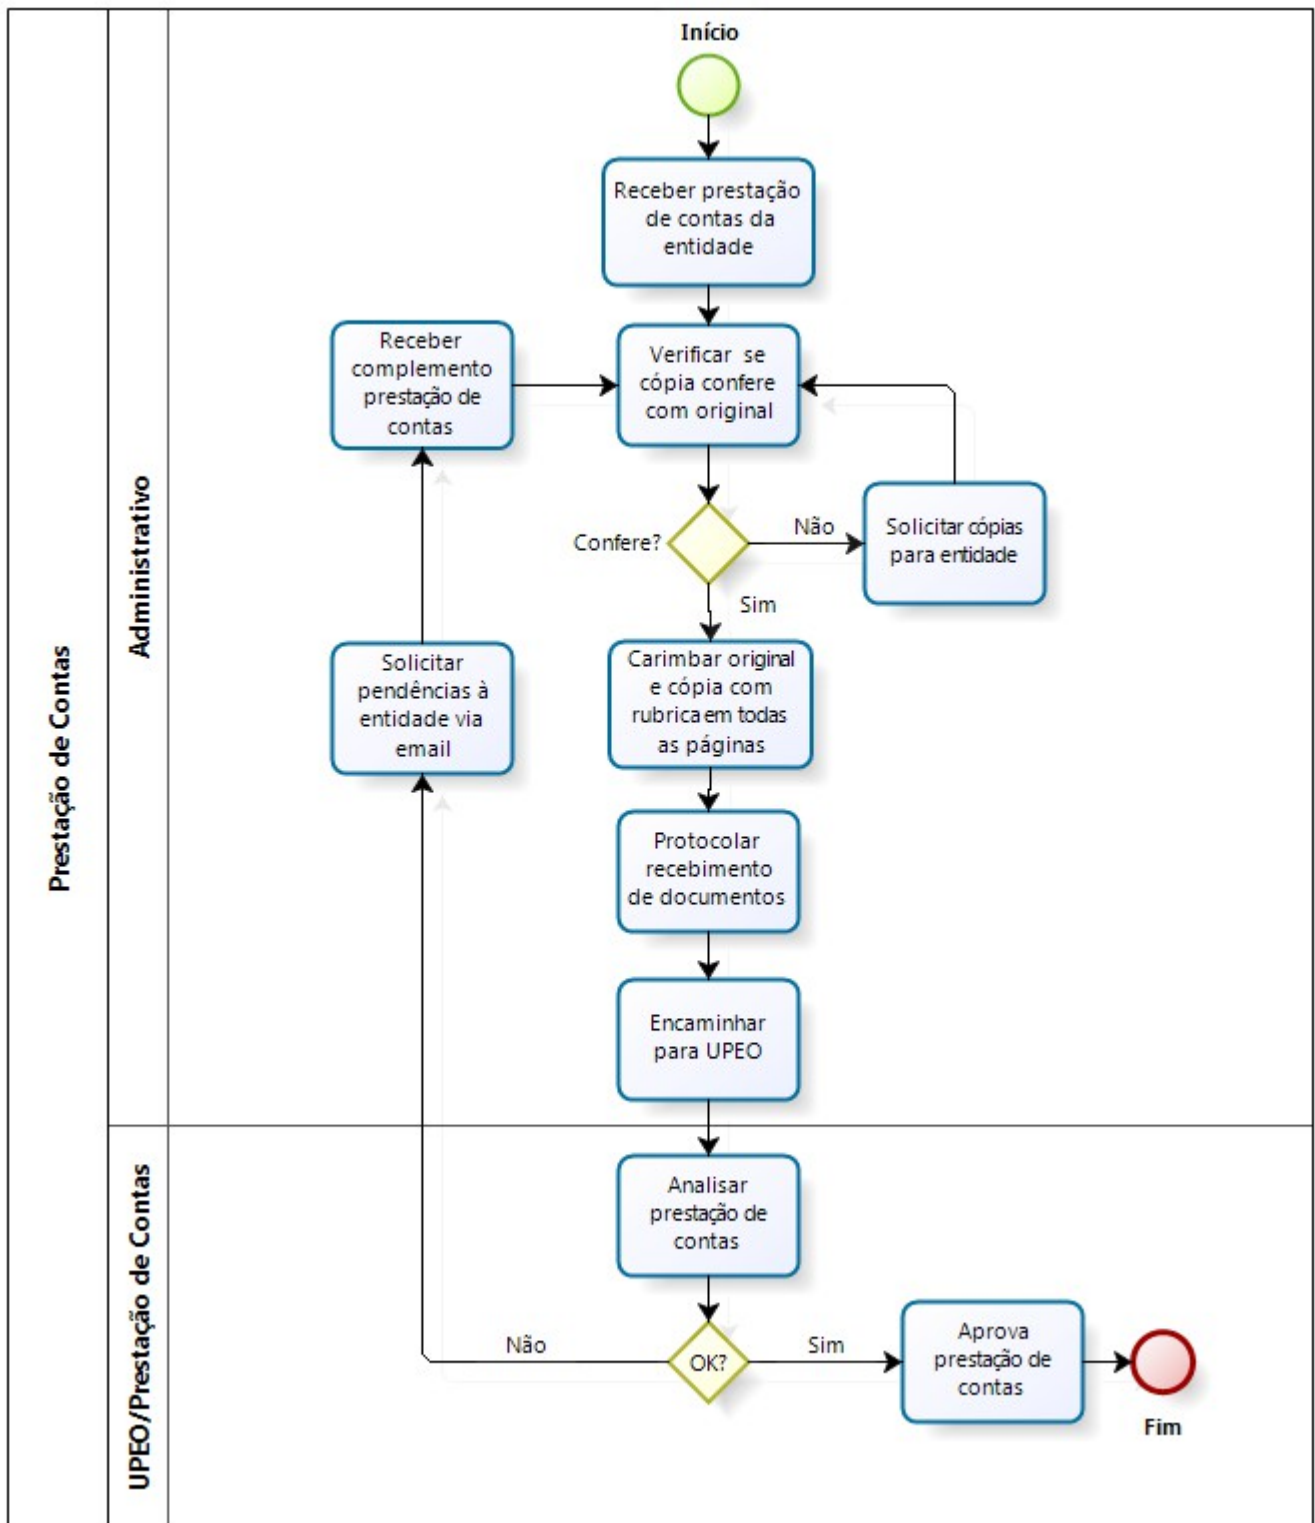 Prestação de Contas
Administrativo
UPEO/Prestação de Contas
Início
Receber prestação
de contas da
entidade
Receber
complemento
prestação de
contas
Verificar se
cópia confere
com original
Confere?
Não
Solicitar cópias
para entidade
Sim
Solicitar
pendências à
entidade via
email
Carimbar original
e cópia com
rubrica em todas
as páginas
Protocolar
recebimento
de documentos
Encaminhar
para UPEO
Analisar
prestação de
contas
Não
OK?
Sim
Aprova
prestação de
contas
Fim